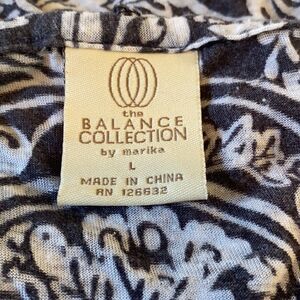 the
BALANCE
COLLECTION
by marika
L
MADE IN CHINA
RN 126632